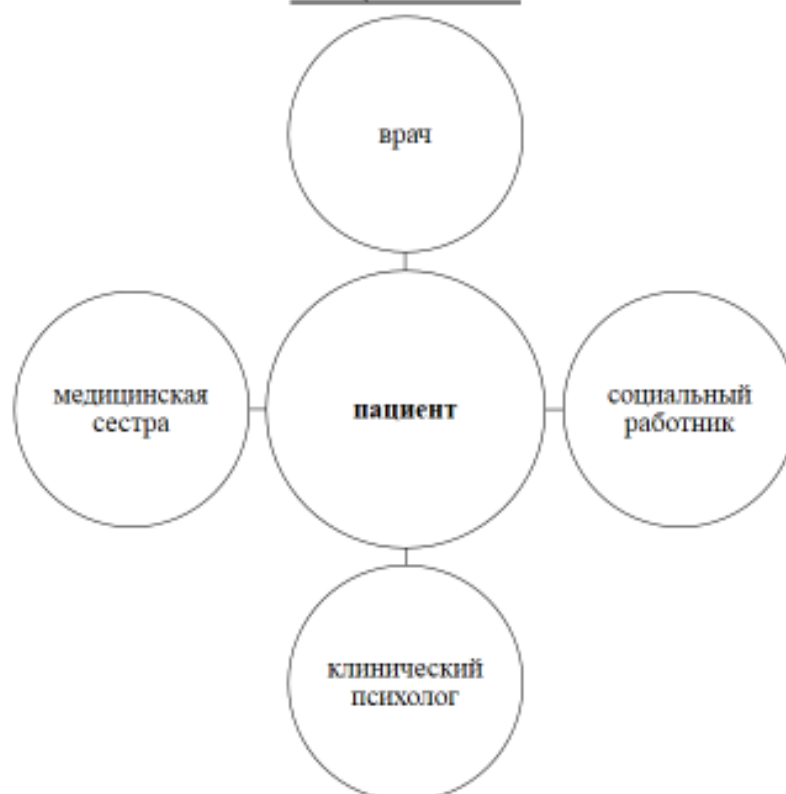 врач
медицинская
сестра
пациент
социальный
работник
клинический
психолог